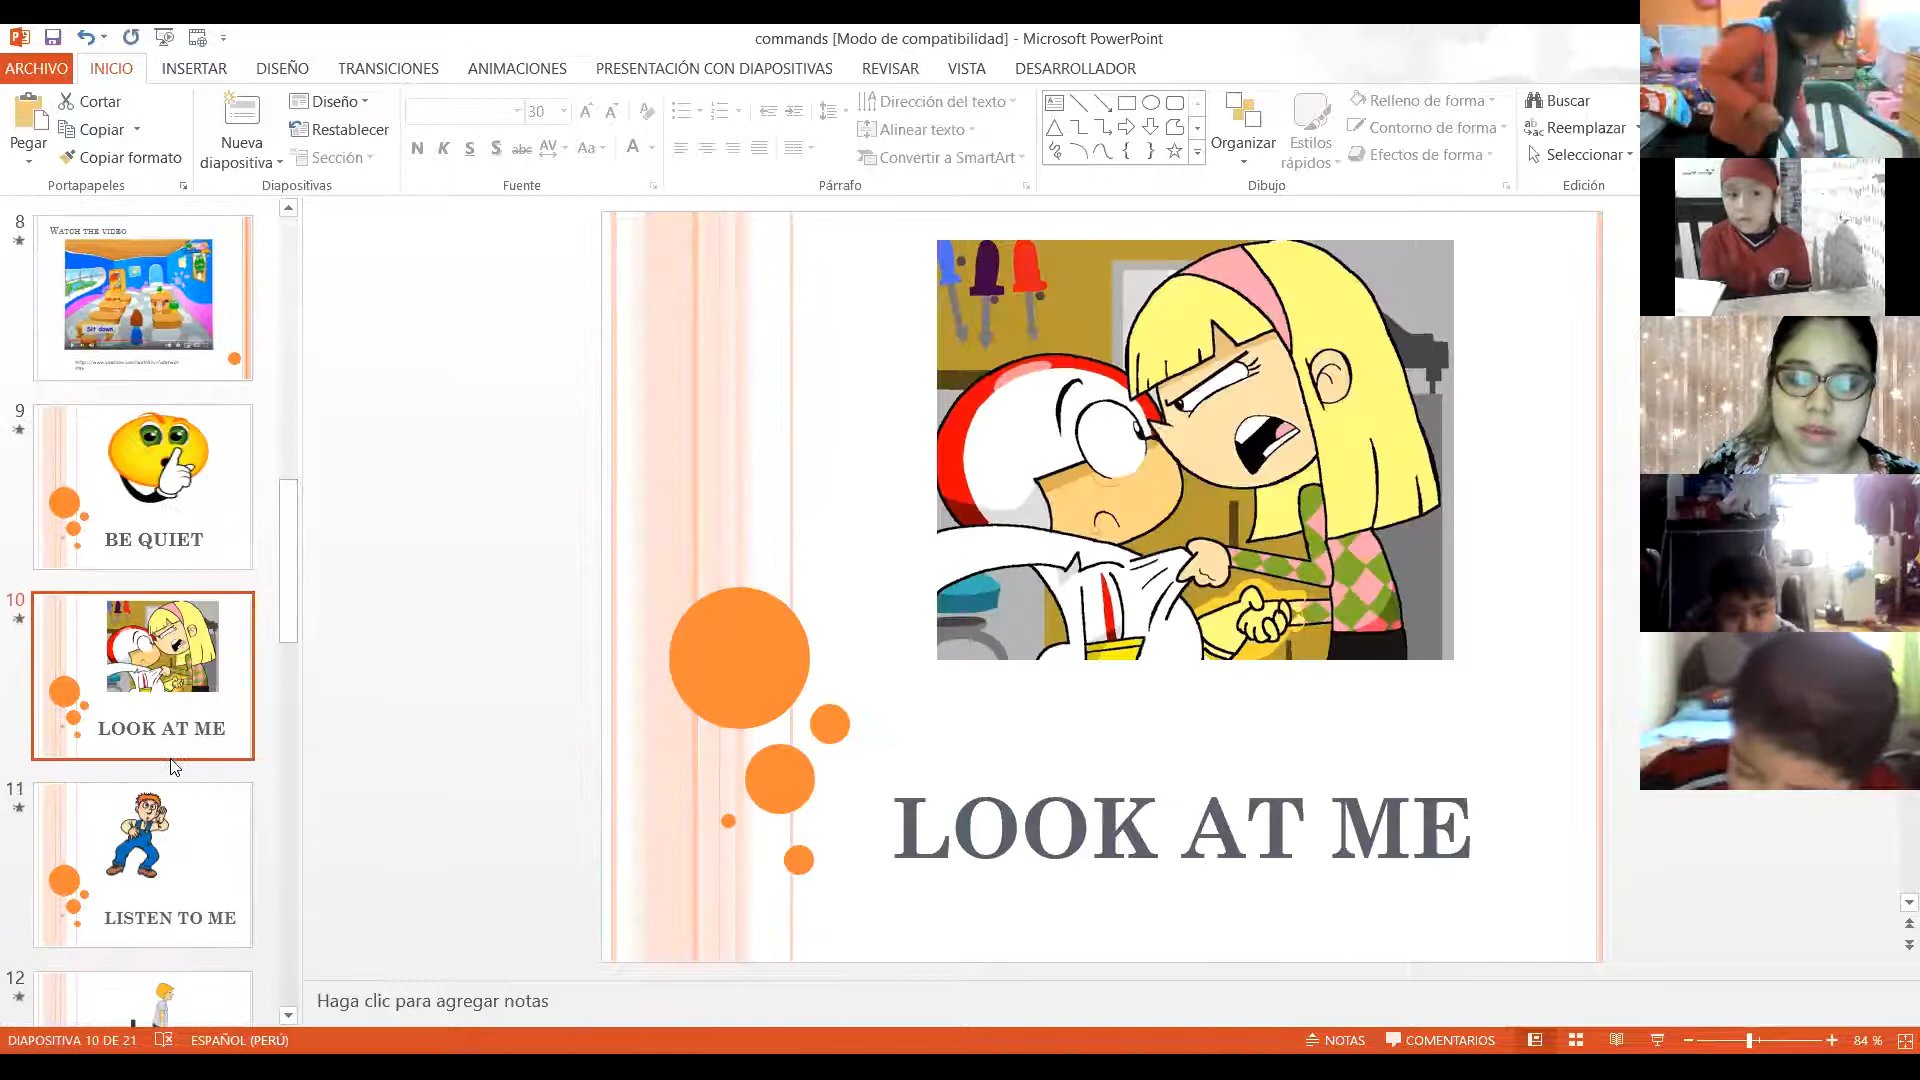 commands [Modo de compatibilidad] - Microsoft PowerPoint
ARCHIVO INICIO INSERTAR DISEÑO TRANSICIONES ANIMACIONES PRESENTACIÓN CON DIAPOSITIVAS REVISAR VISTA DESARROLLADOR
Pegar
Cortar
Copiar
Copiar formato
Portapapeles
Nueva
diapositiva
Diseño
Restablecer
Sección
Diapositivas
30
N K S S abc AV Aa A
Fuente
Dirección del texto
Alinear texto
Convertir a SmartArt
Párrafo
Organizar
Estilos
rápidos
Relleno de forma
Contorno de forma
Efectos de forma
Dibujo
Buscar
Reemplazar
Seleccionar
Edición
8
WATCH THE VIDEO
Sit down.
9
BE QUIET
10
LOOK AT ME
11
LISTEN TO ME
12
LOOK AT ME
Haga clic para agregar notas
DIAPOSITIVA 10 DE 21 ESPAÑOL (PERÚ) NOTAS COMENTARIOS 84 %